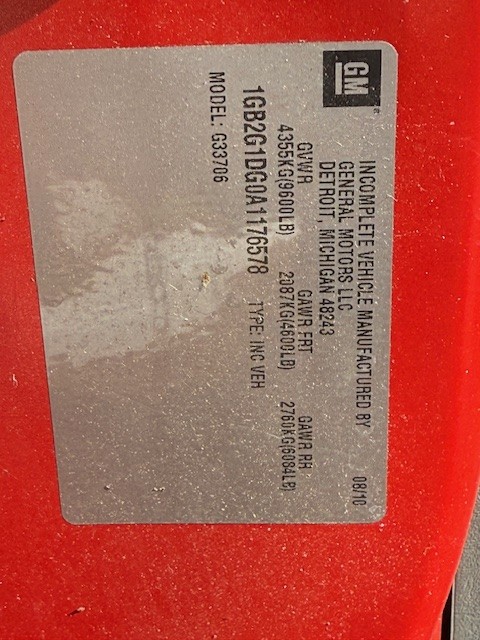 GM
INCOMPLETE VEHICLE MANUFACTURED BY
GENERAL MOTORS LLC 08/10
DETROIT, MICHIGAN 48243
GVWR GAWR FRT GAWR RR
4355KG(9600LB) 2087KG(4600LB) 2760KG(6084LB)
1GB2G1DG0A1176578 TYPE: INC VEH
MODEL: G33706